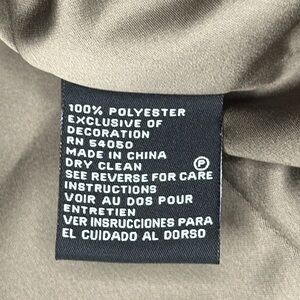 100% POLYESTER
EXCLUSIVE OF
DECORATION
RN 54050
MADE IN CHINA
DRY CLEAN Ⓟ
SEE REVERSE FOR CARE
INSTRUCTIONS
VOIR AU DOS POUR
ENTRETIEN
VER INSRUCCIONES PARA
EL CUIDADO AL DORSO